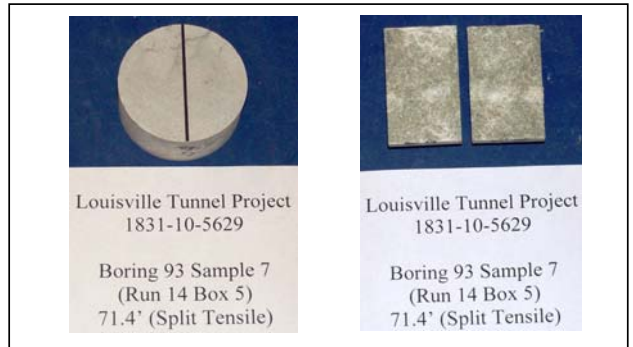 Louisville Tunnel Project
1831-10-5629
Boring 93 Sample 7
(Run 14 Box 5)
71.4' (Split Tensile)
Louisville Tunnel Project
1831-10-5629
Boring 93 Sample 7
(Run 14 Box 5)
71.4' (Split Tensile)